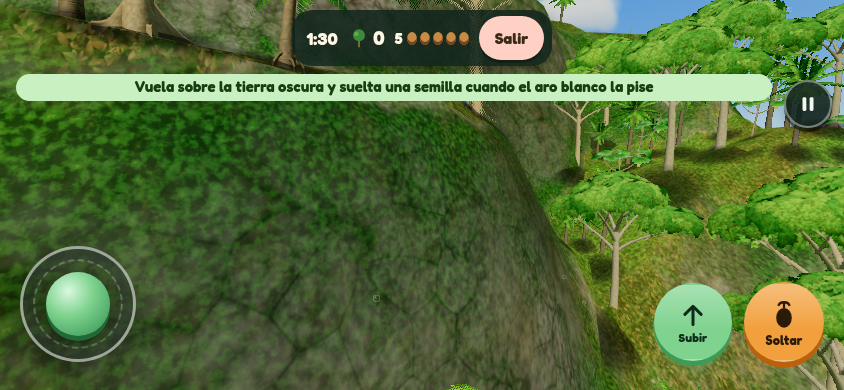 1:30 0 5 Salir
Vuela sobre la tierra oscura y suelta una semilla cuando el aro blanco la pise
Subir
Soltar